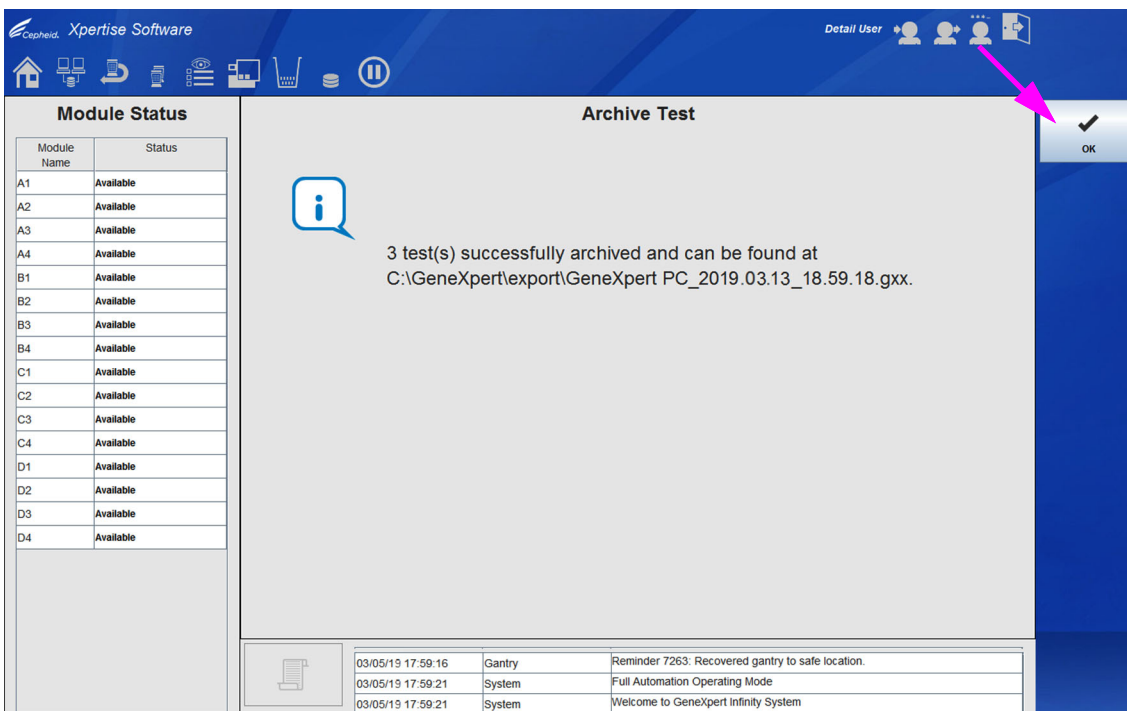 Cepheid. Xpertise Software
Detail User
Module Status
Module Name Status
A1 Available
A2 Available
A3 Available
A4 Available
B1 Available
B2 Available
B3 Available
B4 Available
C1 Available
C2 Available
C3 Available
C4 Available
D1 Available
D2 Available
D3 Available
D4 Available
Archive Test
3 test(s) successfully archived and can be found at
C:\GeneXpert\export\GeneXpert PC_2019.03.13_18.59.18.gxx.
OK
03/05/19 17:59:16 Gantry Reminder 7263: Recovered gantry to safe location.
03/05/19 17:59:21 System Full Automation Operating Mode
03/05/19 17:59:21 System Welcome to GeneXpert Infinity System